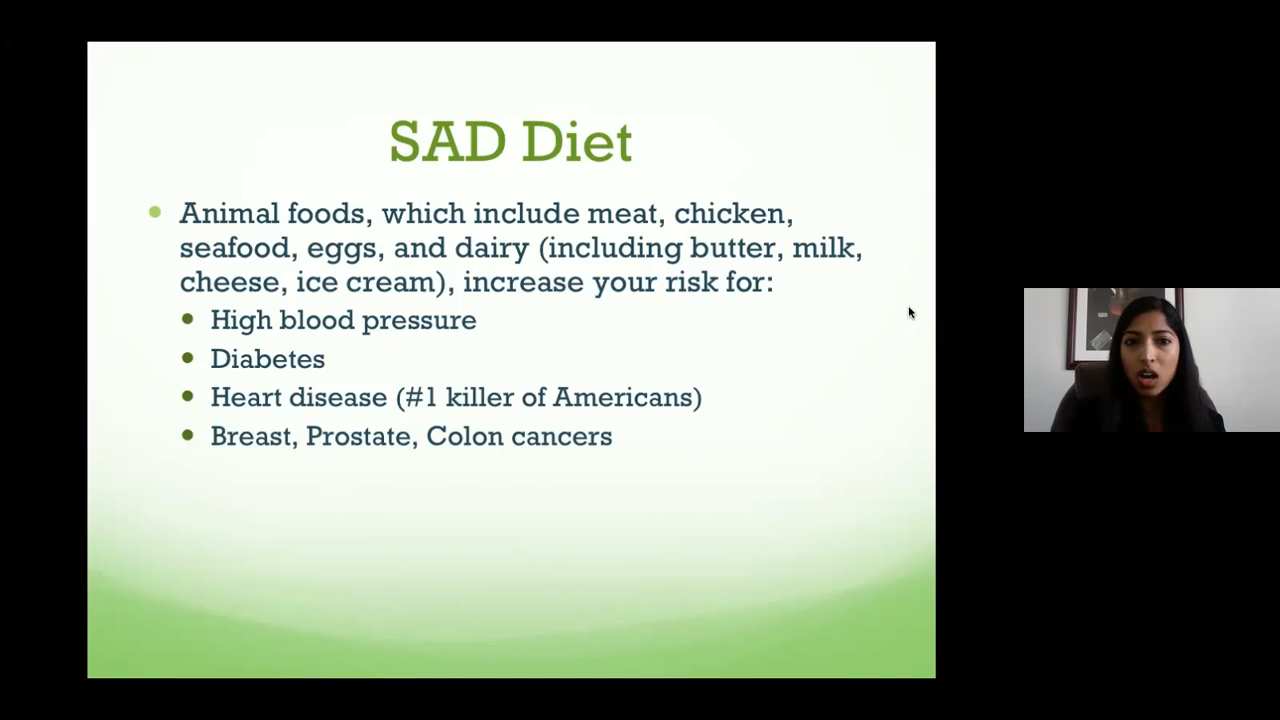 SAD Diet
Animal foods, which include meat, chicken,
seafood, eggs, and dairy (including butter, milk,
cheese, ice cream), increase your risk for:
High blood pressure
Diabetes
Heart disease (#1 killer of Americans)
Breast, Prostate, Colon cancers